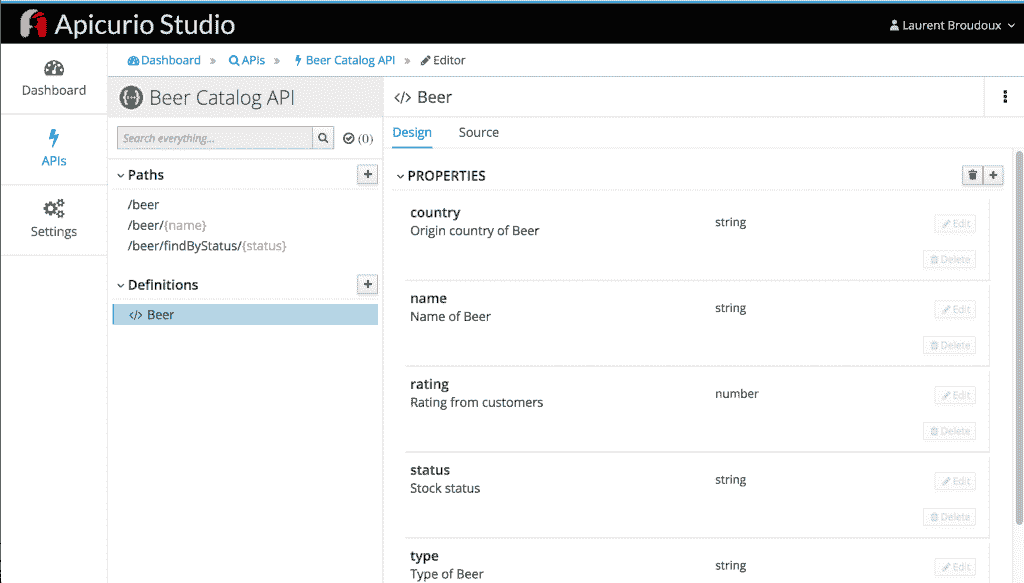 Apicurio Studio
Laurent Broudoux
Dashboard
APIs
Settings
Dashboard » APIs » Beer Catalog API » Editor
Beer Catalog API
Search everything...
(0)
Paths
/beer
/beer/{name}
/beer/findByStatus/{status}
Definitions
</> Beer
</> Beer
Design Source
PROPERTIES
country
Origin country of Beer
string
Edit
Delete
name
Name of Beer
string
Edit
Delete
rating
Rating from customers
number
Edit
Delete
status
Stock status
string
Edit
Delete
type
Type of Beer
string
Edit